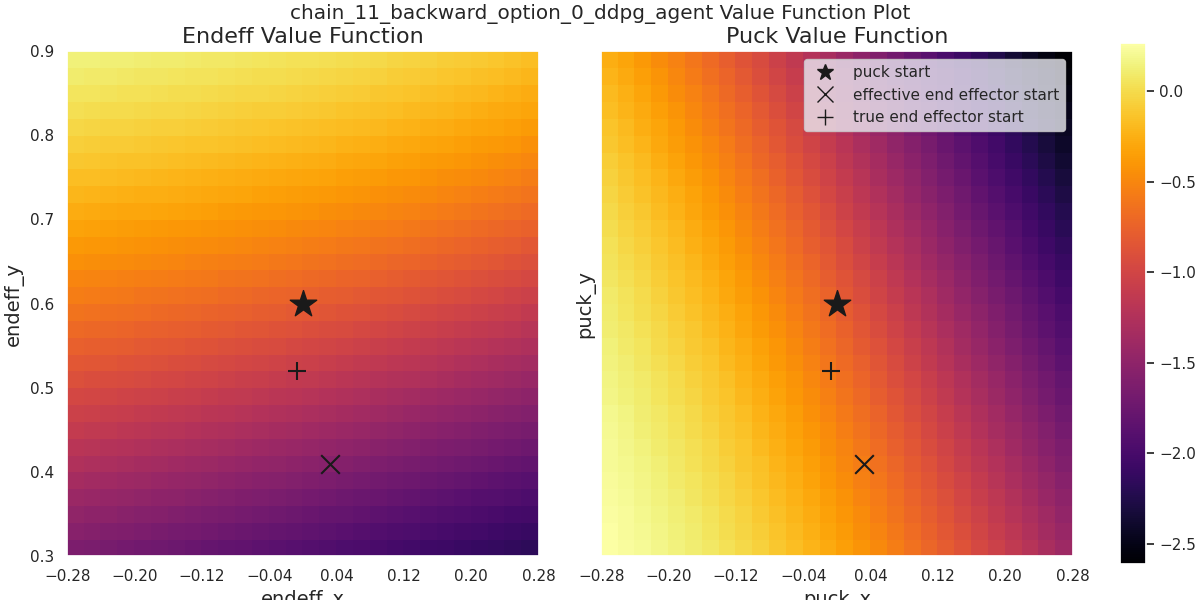 chain_11_backward_option_0_ddpg_agent Value Function Plot
Endeff Value Function
Puck Value Function
puck start
effective end effector start
true end effector start
endeff_y
0.9
0.8
0.7
0.6
0.5
0.4
0.3
−0.28 −0.20 −0.12 −0.04 0.04 0.12 0.20 0.28
endeff_x
puck_y
−0.28 −0.20 −0.12 −0.04 0.04 0.12 0.20 0.28
puck_x
0.0
−0.5
−1.0
−1.5
−2.0
−2.5